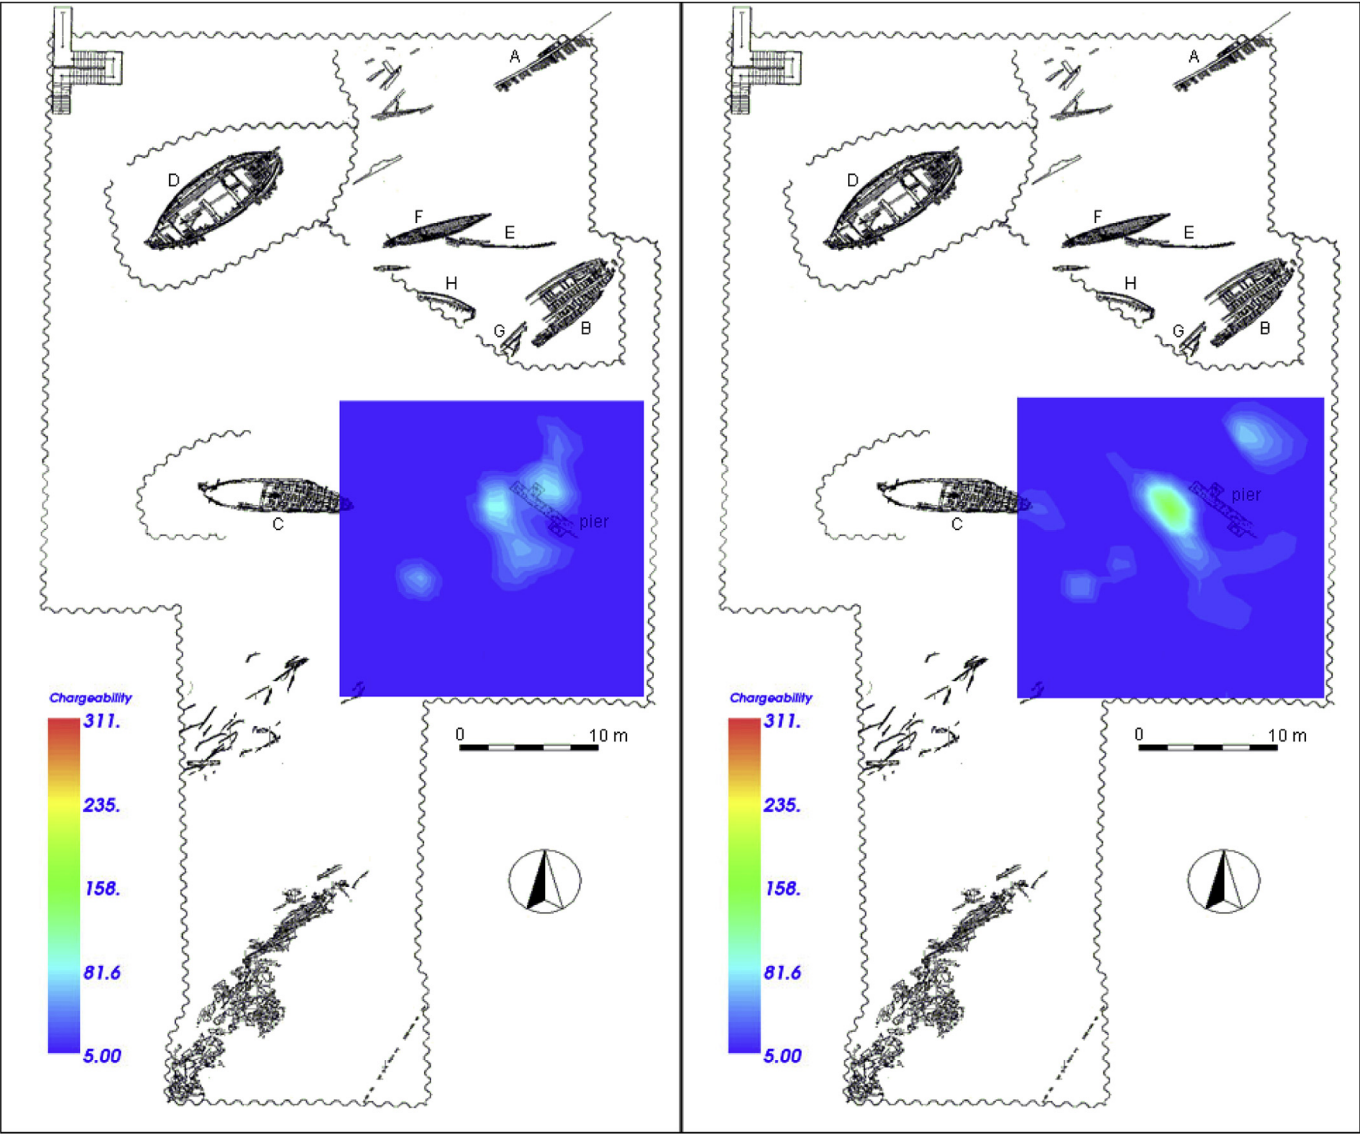 A
D
F
E
H
G
B
C
pier
Chargeability
311.
235.
158.
81.6
5.00
0 10 m
A
D
F
E
H
G
B
C
pier
Chargeability
311.
235.
158.
81.6
5.00
0 10 m